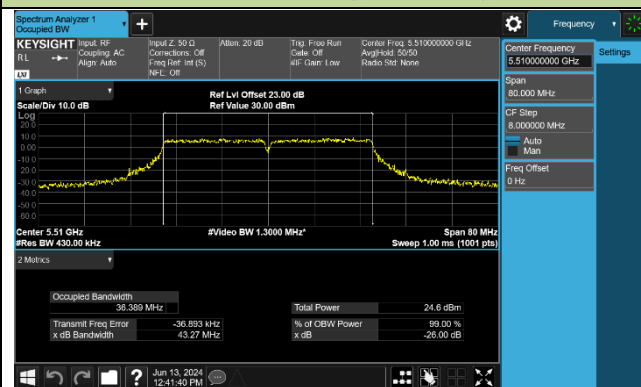 Spectrum Analyzer 1
Occupied BW
Frequency
KEYSIGHT
RL
LXI
Input: RF
Coupling: AC
Align: Auto
Input Z: 50 Ω
Corrections: Off
Freq Ref: Int (S)
NFE: Off
Atten: 20 dB
Trig: Free Run
Gate: Off
#IF Gain: Low
Center Freq: 5.510000000 GHz
Avg|Hold: 50/50
Radio Std: None
1 Graph
Scale/Div 10.0 dB
Ref Lvl Offset 23.00 dB
Ref Value 30.00 dBm
Log
20.0
10.0
0.00
-10.0
-20.0
-30.0
-40.0
-50.0
-60.0
Center 5.51 GHz
#Res BW 430.00 kHz
#Video BW 1.3000 MHz*
Span 80 MHz
Sweep 1.00 ms (1001 pts)
2 Metrics
Occupied Bandwidth
36.389 MHz
Total Power
24.6 dBm
Transmit Freq Error
-36.893 kHz
% of OBW Power
99.00 %
x dB Bandwidth
43.27 MHz
x dB
-26.00 dB
Center Frequency
5.510000000 GHz
Settings
Span
80.000 MHz
CF Step
8.000000 MHz
Auto
Man
Freq Offset
0 Hz
?
Jun 13, 2024
12:41:40 PM